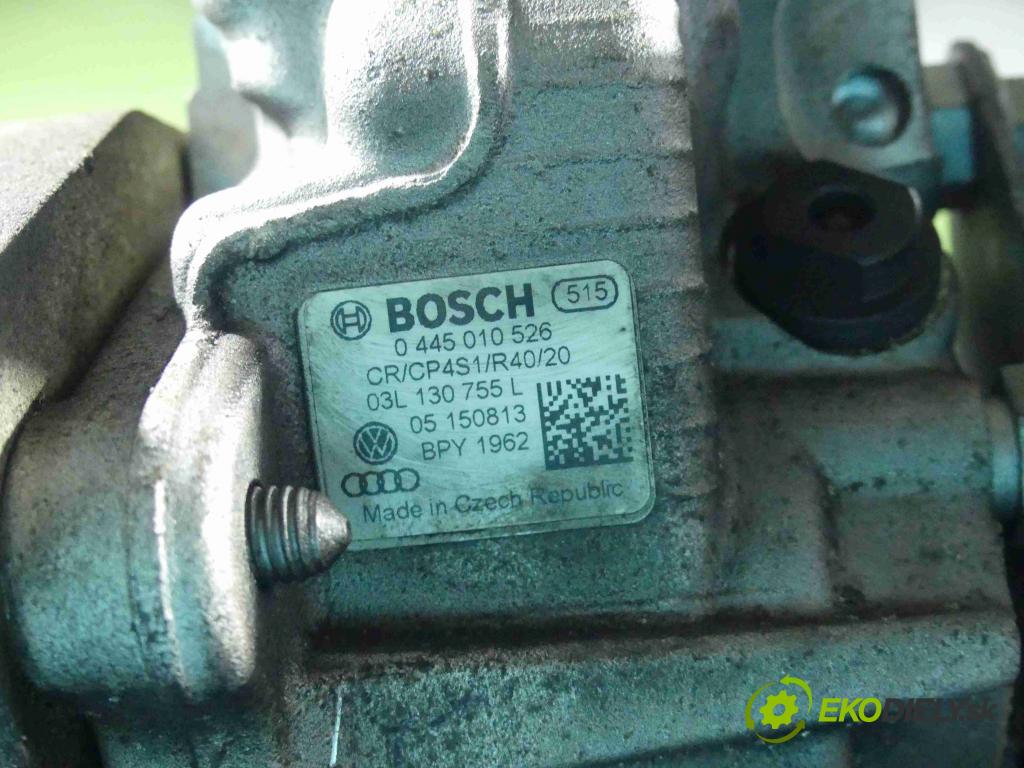 BOSCH 515
0 445 010 526
CR/CP4S1/R40/20
03L 130 755 L
05 150813
BPY 1962
Made in Czech Republic
EKODIELY.sk